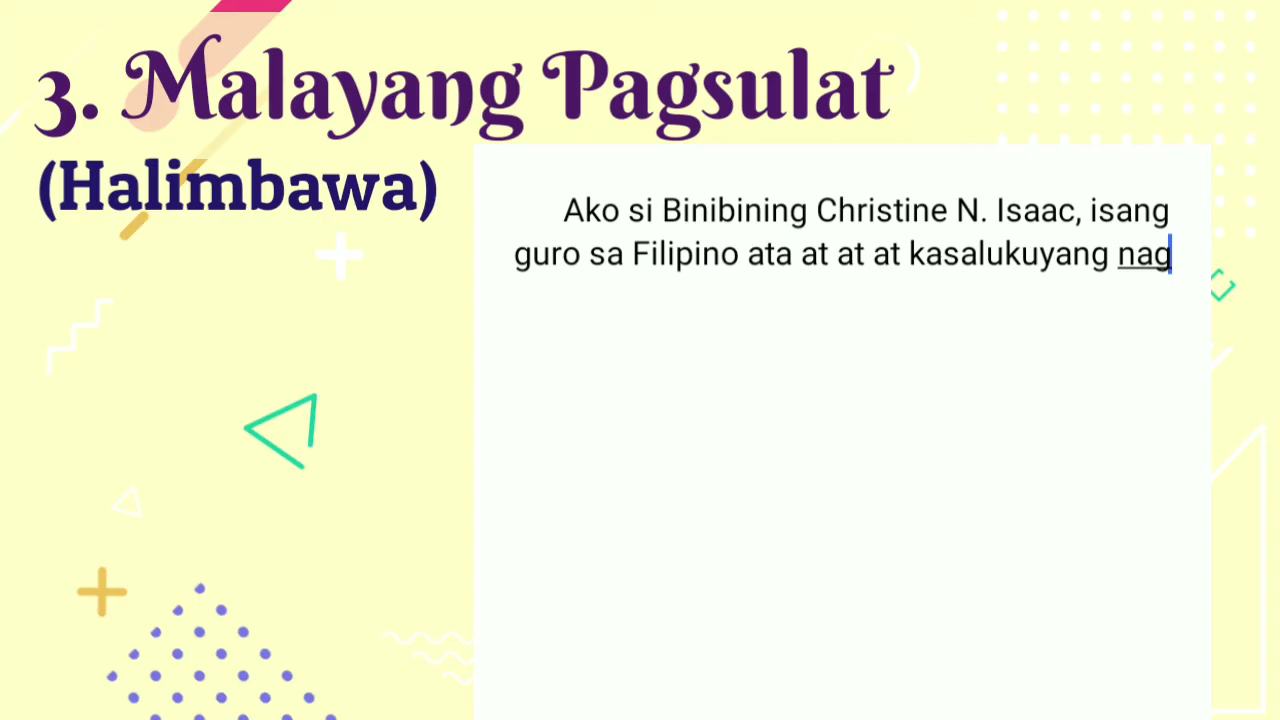 3. Malayang Pagsulat
(Halimbawa)
Ako si Binibining Christine N. Isaac, isang
guro sa Filipino ata at at at kasalukuyang nag